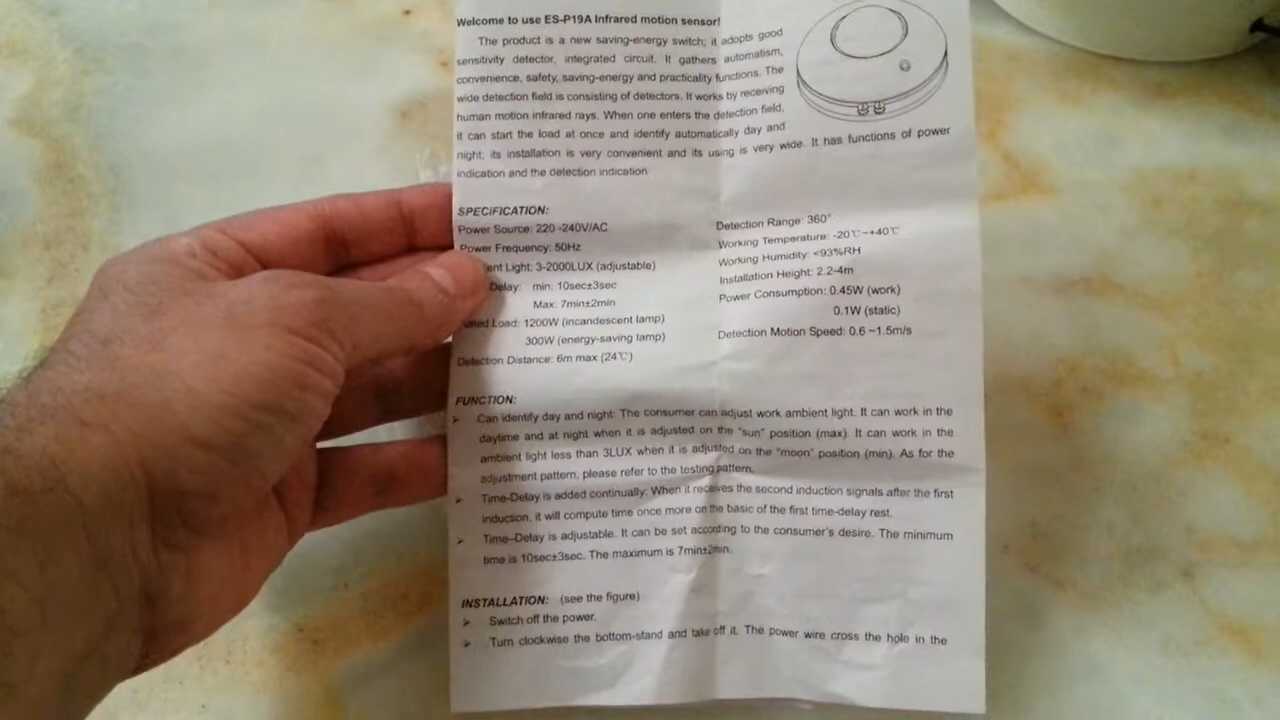 Welcome to use ES-P19A Infrared motion sensor!
The product is a new saving-energy switch; it adopts good
sensitivity detector, integrated circuit. It gathers automatism,
convenience, safety, saving-energy and practicality functions. The
wide detection field is consisting of detectors. It works by receiving
human motion infrared rays. When one enters the detection field,
it can start the load at once and identify automatically day and
night; its installation is very convenient and its using is very wide. It has functions of power
indication and the detection indication
SPECIFICATION:
Power Source: 220 -240V/AC
Power Frequency: 50Hz
ent Light: 3-2000LUX (adjustable)
Delay: min: 10sec±3sec
Max: 7min±2min
Load: 1200W (incandescent lamp)
300W (energy-saving lamp)
Detection Distance: 6m max (24℃)
Detection Range: 360°
Working Temperature: -20℃~+40℃
Working Humidity: <93%RH
Installation Height: 2.2-4m
Power Consumption: 0.45W (work)
0.1W (static)
Detection Motion Speed: 0.6 ~1.5m/s
FUNCTION:
➢ Can identify day and night: The consumer can adjust work ambient light. It can work in the
daytime and at night when it is adjusted on the "sun" position (max). It can work in the
ambient light less than 3LUX when it is adjusted on the "moon" position (min). As for the
adjustment pattern, please refer to the testing pattern.
➢ Time-Delay is added continually: When it receives the second induction signals after the first
induction, it will compute time once more on the basic of the first time-delay rest.
➢ Time-Delay is adjustable. It can be set according to the consumer's desire. The minimum
time is 10sec±3sec. The maximum is 7min±2min.
INSTALLATION: (see the figure)
➢ Switch off the power.
➢ Turn clockwise the bottom-stand and take off it. The power wire cross the hole in the